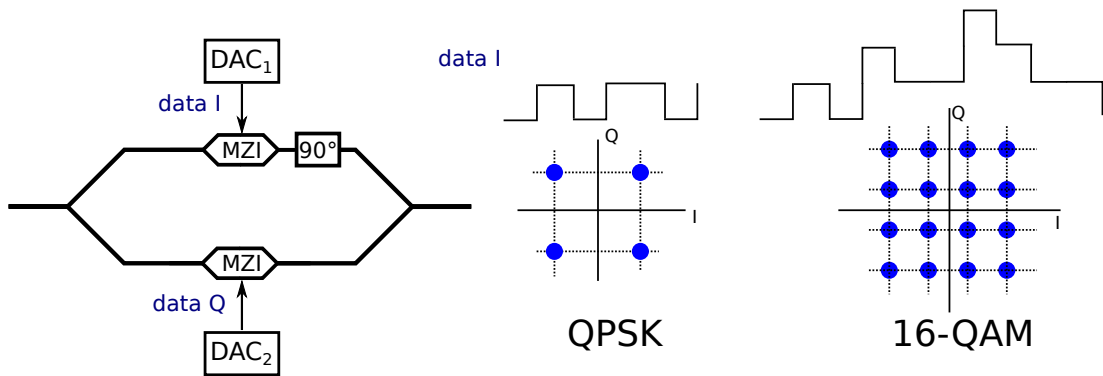 DAC₁
data I
MZI
90°
MZI
data Q
DAC₂
data I
Q
I
QPSK
Q
I
16-QAM